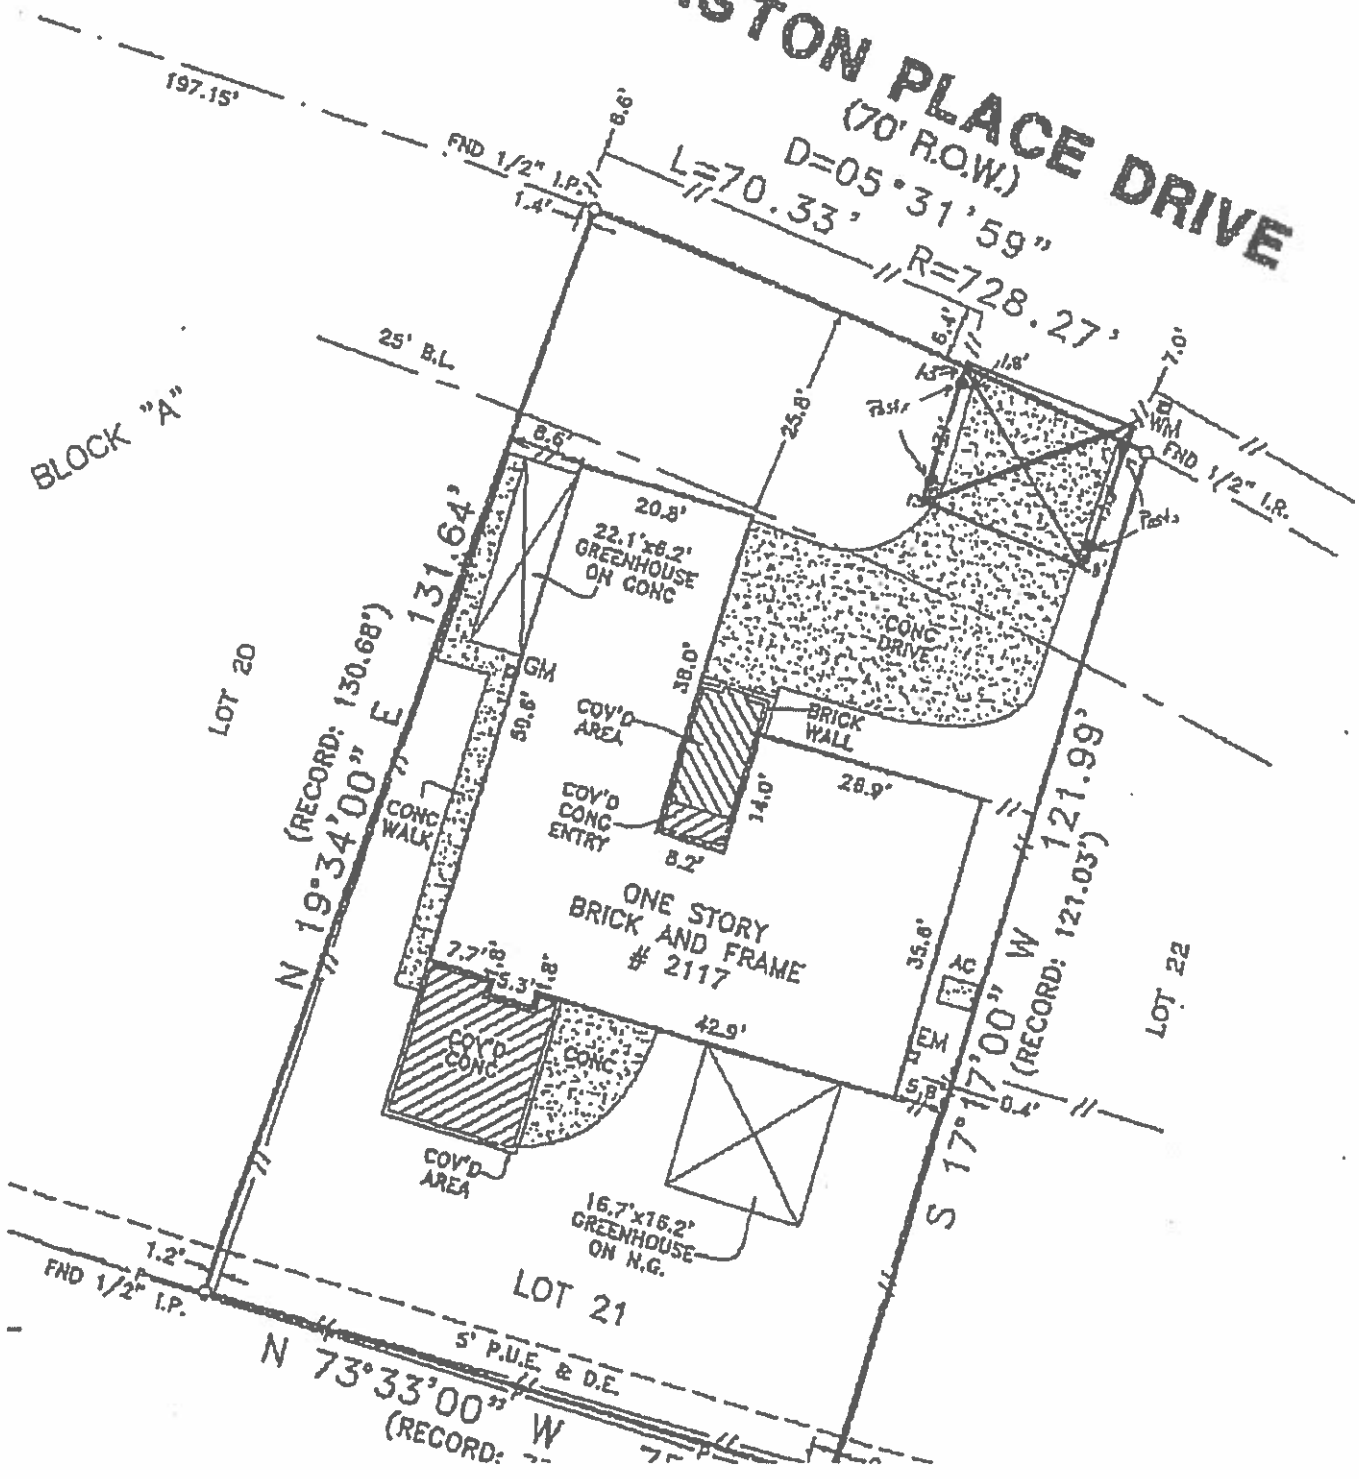 STON PLACE DRIVE
(70' R.O.W.)
D=05°31'59"
L=70.33'
R=728.27'
197.15'
FND 1/2" I.P.
8.6'
1.4'
6.4'
1.8'
7.0'
WM
FND 1/2" I.R.
Posts
Posts
25' B.L.
BLOCK "A"
25.8'
8.6'
20.8'
22.1'x6.2'
GREENHOUSE
ON CONC
131.64'
(RECORD: 130.68')
N 19°34'00" E
LOT 20
GM
50.6'
38.0'
CONC
DRIVE
COV'D
AREA
BRICK
WALL
28.9'
14.0'
COV'D
CONC
ENTRY
8.2'
CONC
WALK
121.99'
(RECORD: 121.03')
S 17°17'00" W
LOT 22
ONE STORY
BRICK AND FRAME
# 2117
35.8'
AC
EM
5.8'
0.4'
7.7'
.8'
5.3'
.8'
42.9'
COV'D
CONC
CONC
COV'D
AREA
16.7'x16.2'
GREENHOUSE
ON N.G.
LOT 21
1.2'
FND 1/2" I.P.
5' P.U.E. & D.E.
N 73°33'00" W
(RECORD: